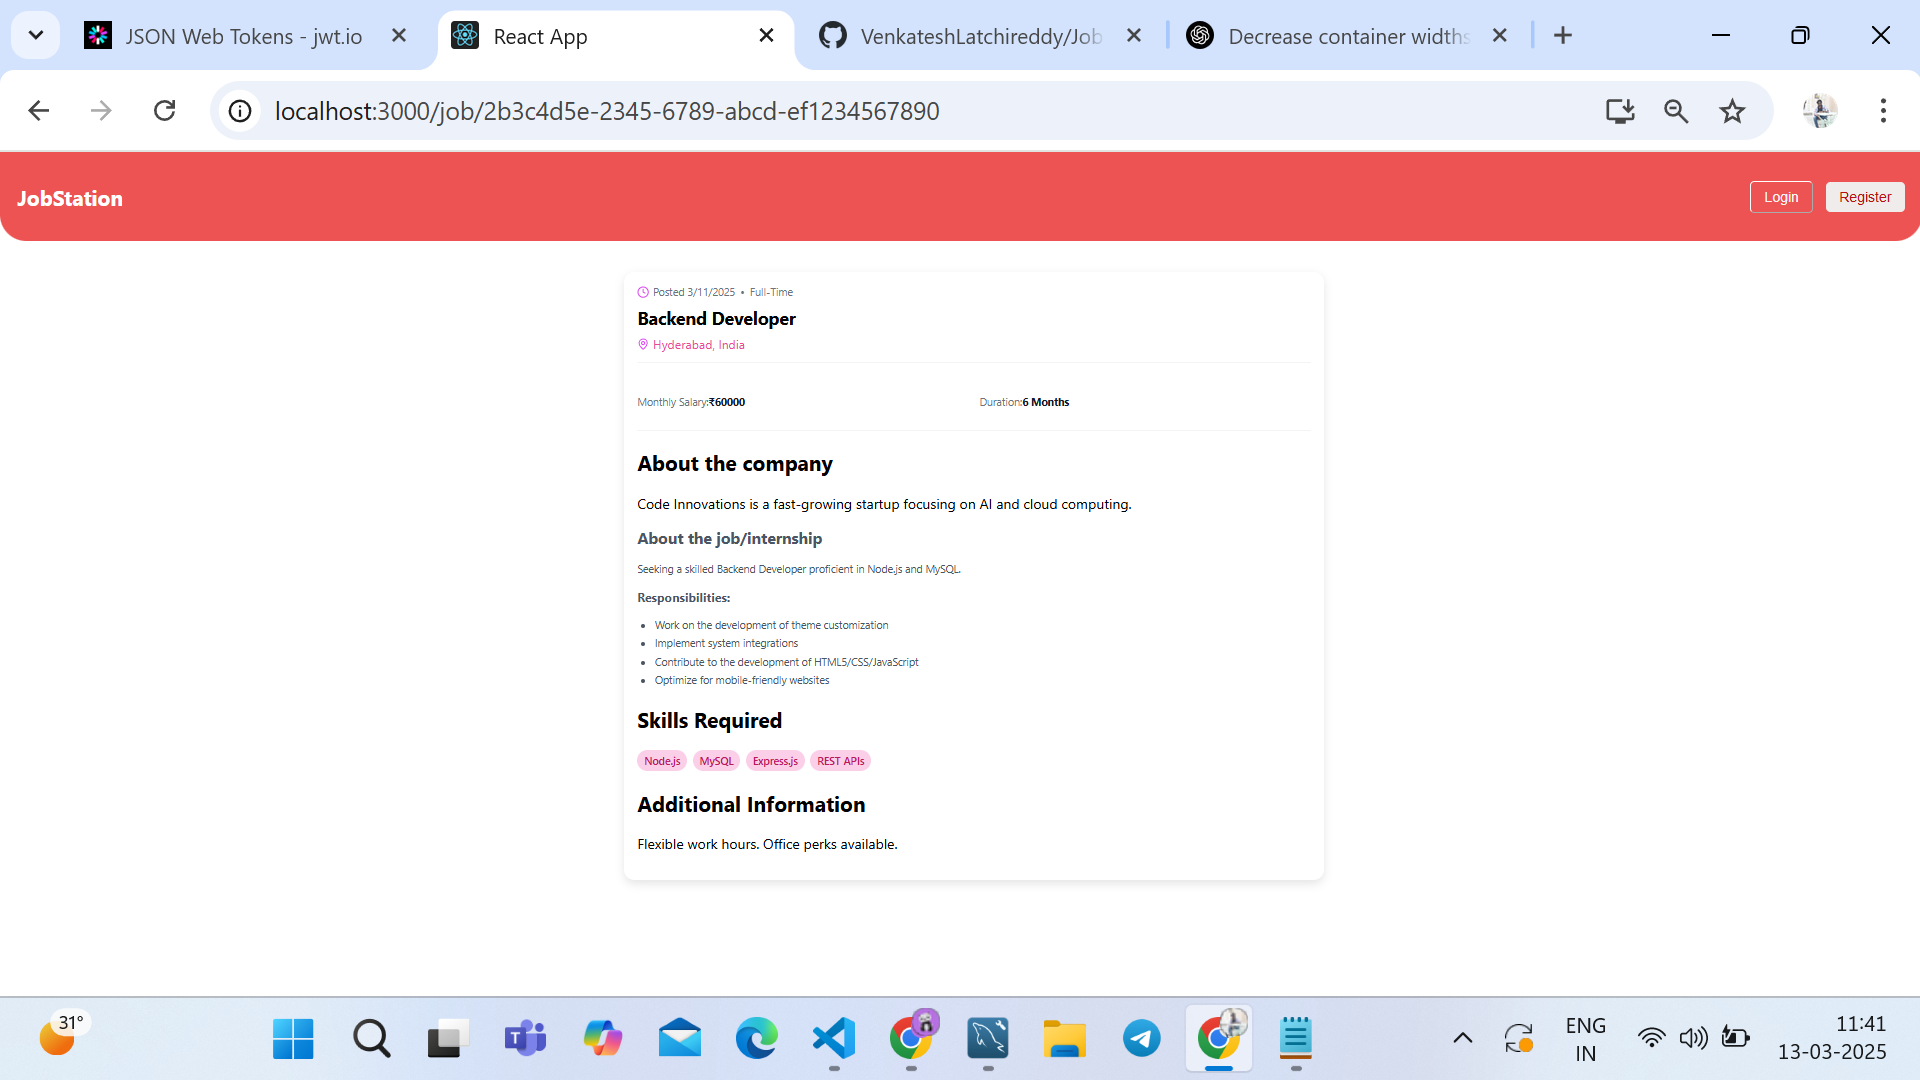 JSON Web Tokens - jwt.io
React App
VenkateshLatchireddy/Job
Decrease container widths
localhost:3000/job/2b3c4d5e-2345-6789-abcd-ef1234567890
JobStation
Login
Register
Posted 3/11/2025 • Full-Time
Backend Developer
Hyderabad, India
Monthly Salary:₹60000
Duration:6 Months
About the company
Code Innovations is a fast-growing startup focusing on AI and cloud computing.
About the job/internship
Seeking a skilled Backend Developer proficient in Node.js and MySQL.
Responsibilities:
• Work on the development of theme customization
• Implement system integrations
• Contribute to the development of HTML5/CSS/JavaScript
• Optimize for mobile-friendly websites
Skills Required
Node.js MySQL Express.js REST APIs
Additional Information
Flexible work hours. Office perks available.
31°
ENG
IN
11:41
13-03-2025